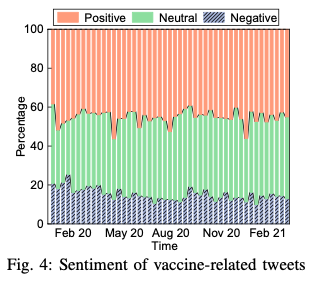 Positive Neutral Negative
100
80
60
40
20
0
Percentage
Feb 20 May 20 Aug 20 Nov 20 Feb 21
Time
Fig. 4: Sentiment of vaccine-related tweets